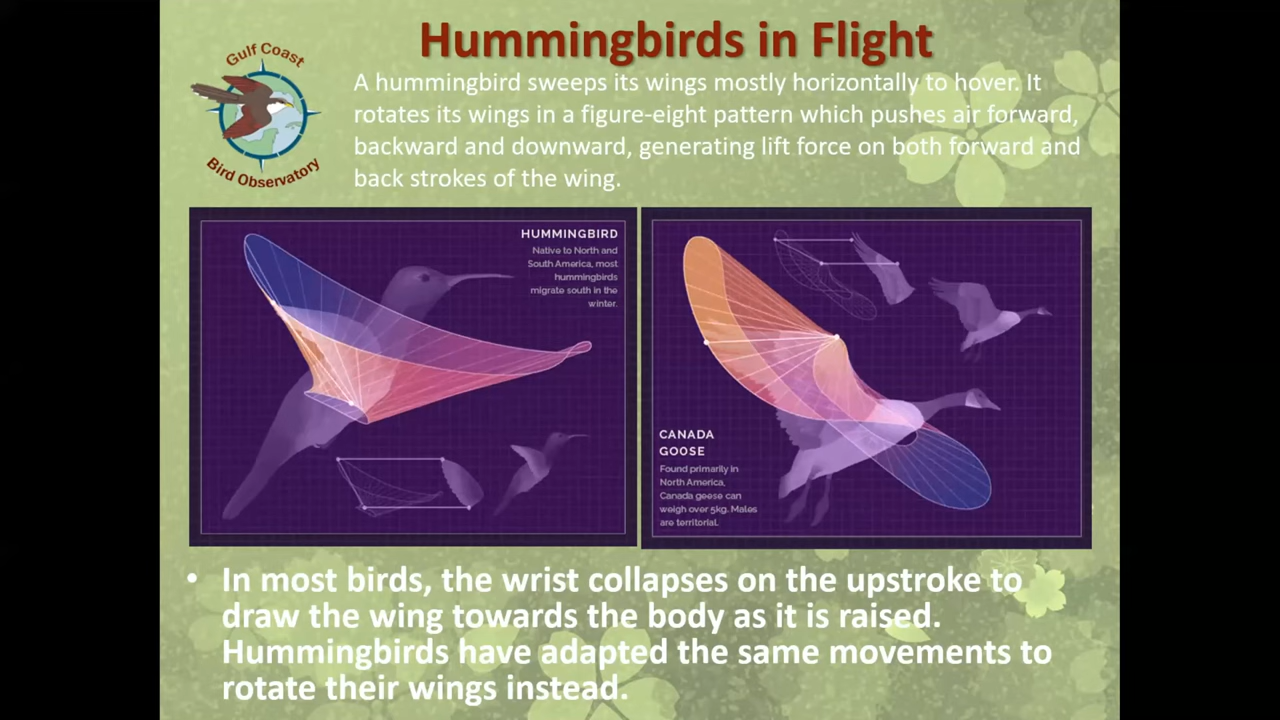 Hummingbirds in Flight
Gulf Coast
Bird Observatory
A hummingbird sweeps its wings mostly horizontally to hover. It
rotates its wings in a figure-eight pattern which pushes air forward,
backward and downward, generating lift force on both forward and
back strokes of the wing.
HUMMINGBIRD
Native to North and
South America, most
hummingbirds
migrate south in the
winter.
CANADA
GOOSE
Found primarily in
North America,
Canada geese can
weigh over 5kg. Males
are territorial.
• In most birds, the wrist collapses on the upstroke to
draw the wing towards the body as it is raised.
Hummingbirds have adapted the same movements to
rotate their wings instead.